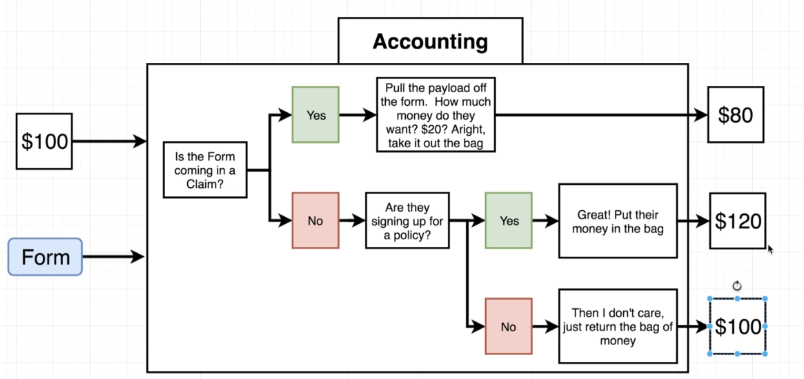 Accounting
$100
Form
Is the Form
coming in a
Claim?
Yes
Pull the payload off
the form. How much
money do they
want? $20? Aright,
take it out the bag
$80
No
Are they
signing up for
a policy?
Yes
Great! Put their
money in the bag
$120
No
Then I don't care,
just return the bag of
money
$100